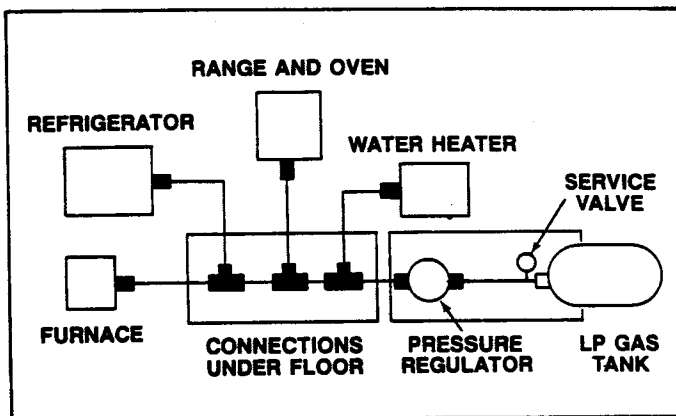 RANGE AND OVEN
REFRIGERATOR
WATER HEATER
SERVICE
VALVE
FURNACE
CONNECTIONS
UNDER FLOOR
PRESSURE
REGULATOR
LP GAS
TANK